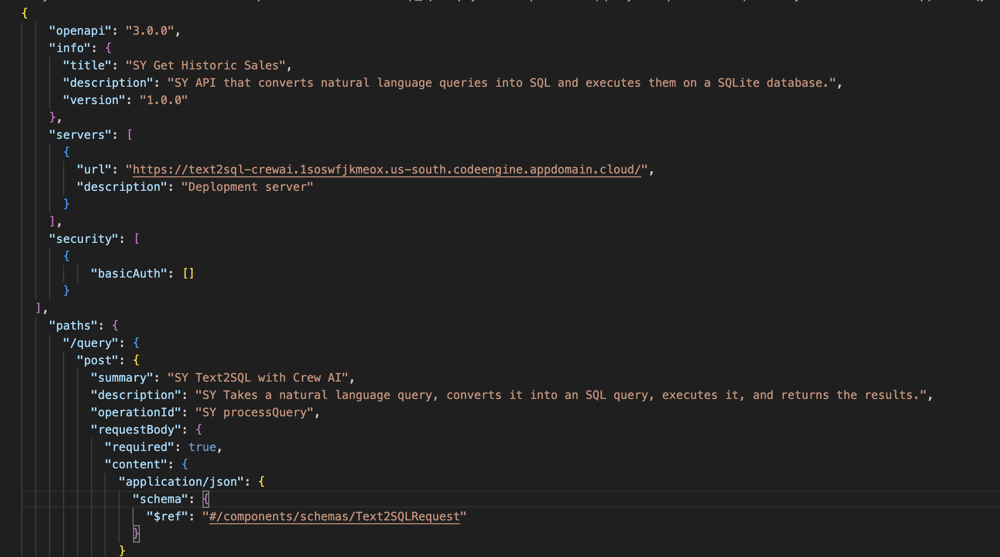 {
"openapi": "3.0.0",
"info": {
"title": "SY Get Historic Sales",
"description": "SY API that converts natural language queries into SQL and executes them on a SQLite database.",
"version": "1.0.0"
},
"servers": [
{
"url": "https://text2sql-crewai.1soswfjkmeox.us-south.codeengine.appdomain.cloud/",
"description": "Deplopment server"
}
],
"security": [
{
"basicAuth": []
}
],
"paths": {
"/query": {
"post": {
"summary": "SY Text2SQL with Crew AI",
"description": "SY Takes a natural language query, converts it into an SQL query, executes it, and returns the results.",
"operationId": "SY processQuery",
"requestBody": {
"required": true,
"content": {
"application/json": {
"schema": {
"$ref": "#/components/schemas/Text2SQLRequest"
}
}